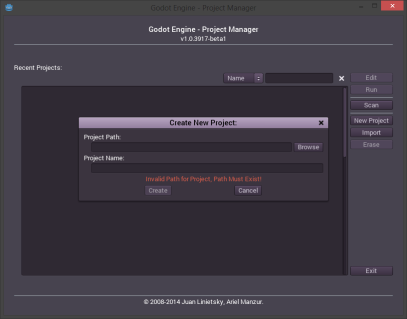 Godot Engine - Project Manager
Godot Engine - Project Manager
v1.0.3917-beta1
Recent Projects:
Name
Edit
Run
Scan
New Project
Import
Erase
Create New Project:
Project Path:
Browse
Project Name:
Invalid Path for Project, Path Must Exist!
Create
Cancel
Exit
© 2008-2014 Juan Linietsky, Ariel Manzur.